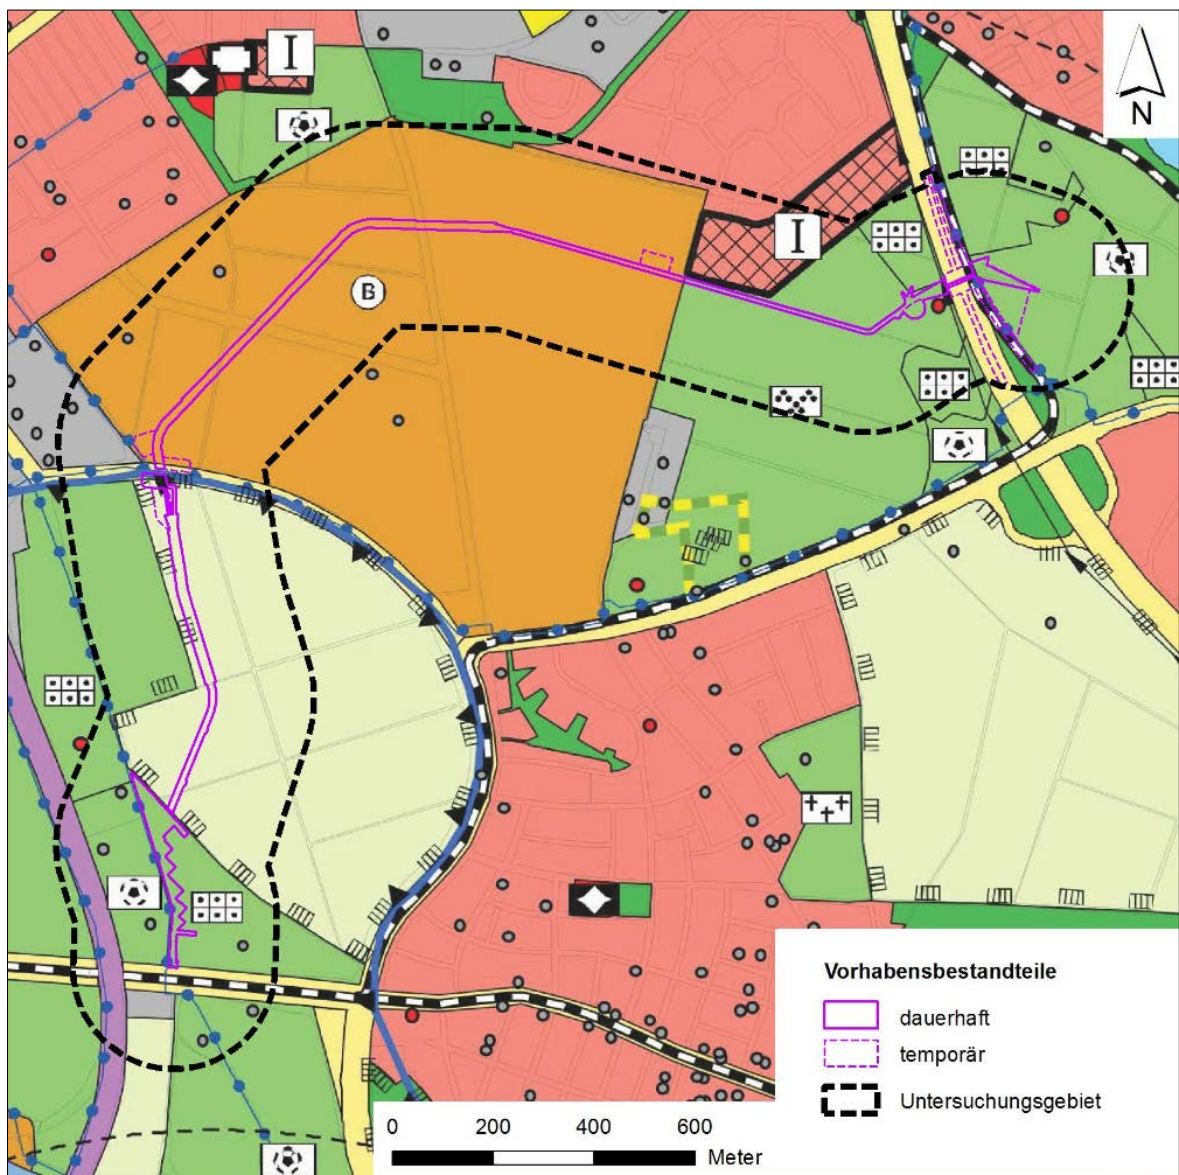 I
N
I
B
Vorhabensbestandteile
dauerhaft
temporär
Untersuchungsgebiet
0 200 400 600
Meter